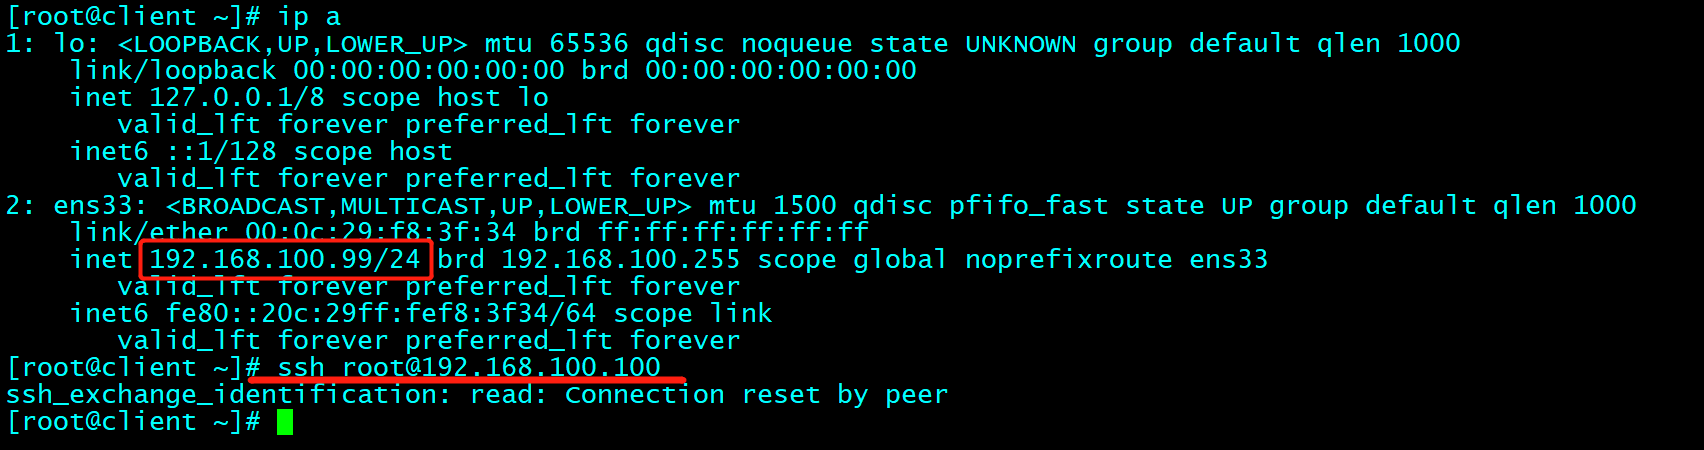 [root@client ~]# ip a
1: lo: <LOOPBACK,UP,LOWER_UP> mtu 65536 qdisc noqueue state UNKNOWN group default qlen 1000
    link/loopback 00:00:00:00:00:00 brd 00:00:00:00:00:00
    inet 127.0.0.1/8 scope host lo
       valid_lft forever preferred_lft forever
    inet6 ::1/128 scope host
       valid_lft forever preferred_lft forever
2: ens33: <BROADCAST,MULTICAST,UP,LOWER_UP> mtu 1500 qdisc pfifo_fast state UP group default qlen 1000
    link/ether 00:0c:29:f8:3f:34 brd ff:ff:ff:ff:ff:ff
    inet 192.168.100.99/24 brd 192.168.100.255 scope global noprefixroute ens33
       valid_lft forever preferred_lft forever
    inet6 fe80::20c:29ff:fef8:3f34/64 scope link
       valid_lft forever preferred_lft forever
[root@client ~]# ssh root@192.168.100.100
ssh_exchange_identification: read: Connection reset by peer
[root@client ~]#